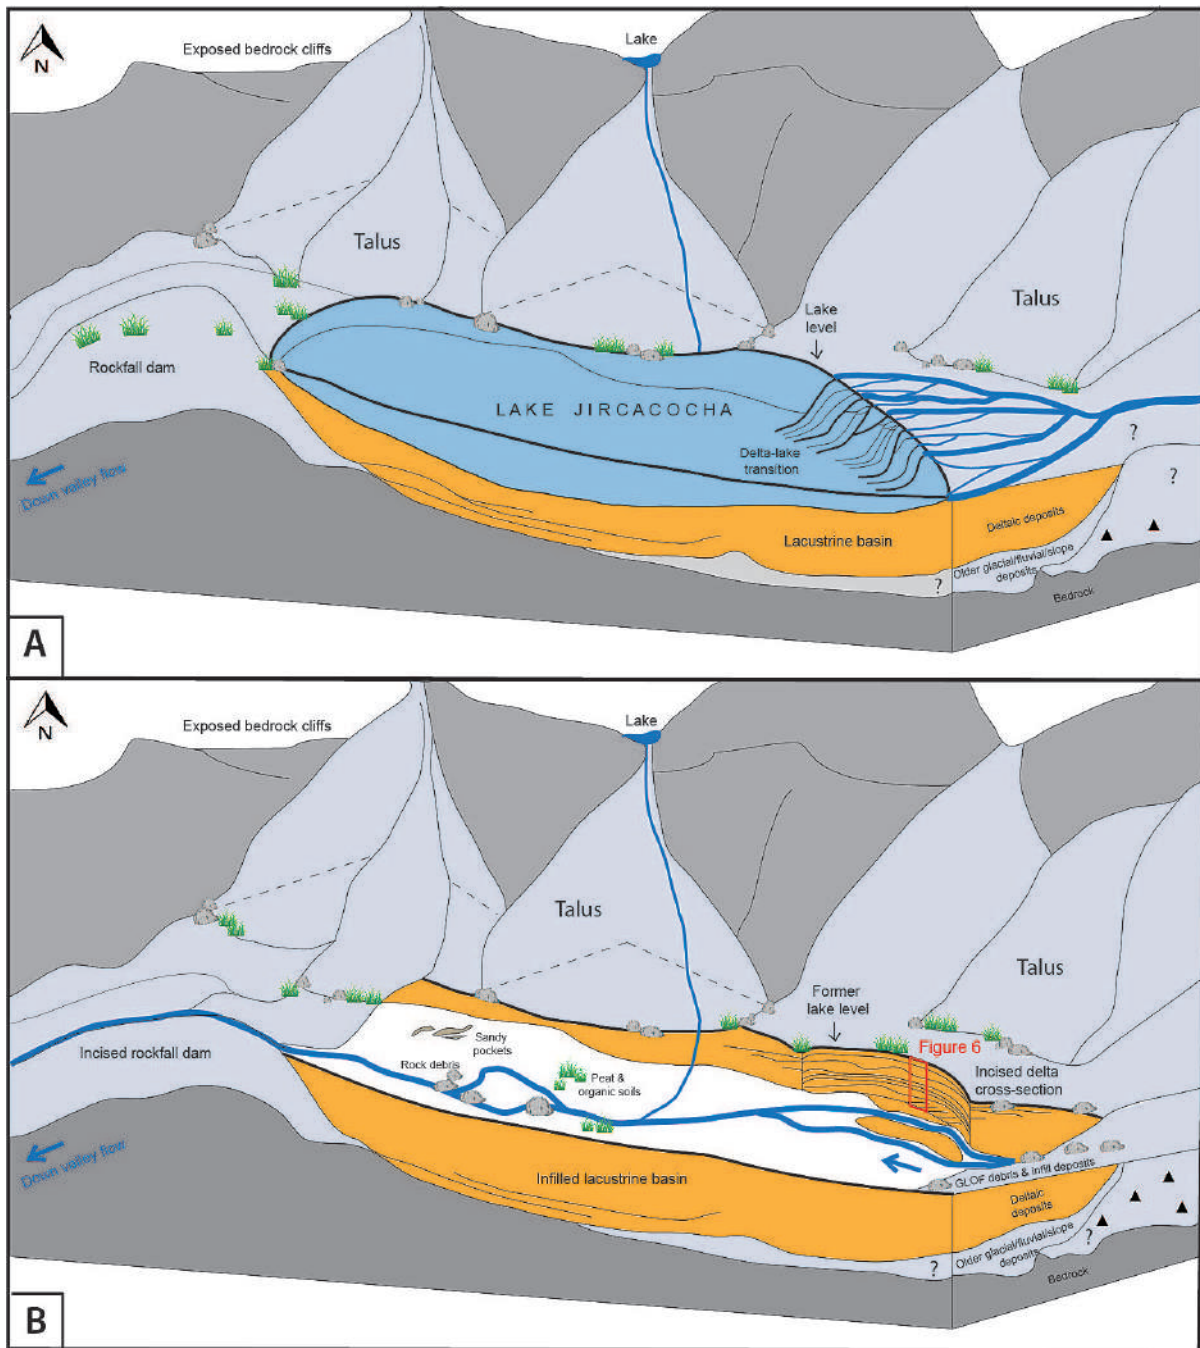 N
Exposed bedrock cliffs
Lake
Talus
Talus
Lake
level
Rockfall dam
LAKE JIRCACOCHA
Delta-lake
transition
?
?
Down valley flow
Deltaic deposits
Lacustrine basin
Older glacial/fluvial/slope
deposits
?
Bedrock
A
N
Exposed bedrock cliffs
Lake
Talus
Talus
Former
lake level
Figure 6
Incised delta
cross-section
Sandy
pockets
Incised rockfall dam
Rock debris
Peat &
organic soils
Down valley flow
GLOF debris & infill deposits
Infilled lacustrine basin
Deltaic
deposits
Older glacial/fluvial/slope
deposits
?
?
Bedrock
B